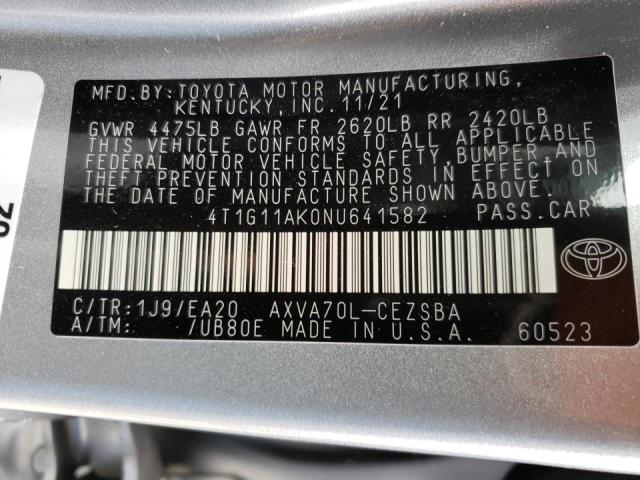 MFD.BY:TOYOTA MOTOR MANUFACTURING,
KENTUCKY, INC.11/21
GVWR 4475LB GAWR FR 2620LB RR 2420LB
THIS VEHICLE CONFORMS TO ALL APPLICABLE
FEDERAL MOTOR VEHICLE SAFETY,BUMPER,AND
THEFT PREVENTION STANDARDS IN EFFECT ON
THE DATE OF MANUFACTURE SHOWN ABOVE.
4T1G11AK0NU641582 PASS.CAR
C/TR:1J9/EA20 AXVA70L-CEZSBA
A/TM: /UB80E MADE IN U.S.A. 60523